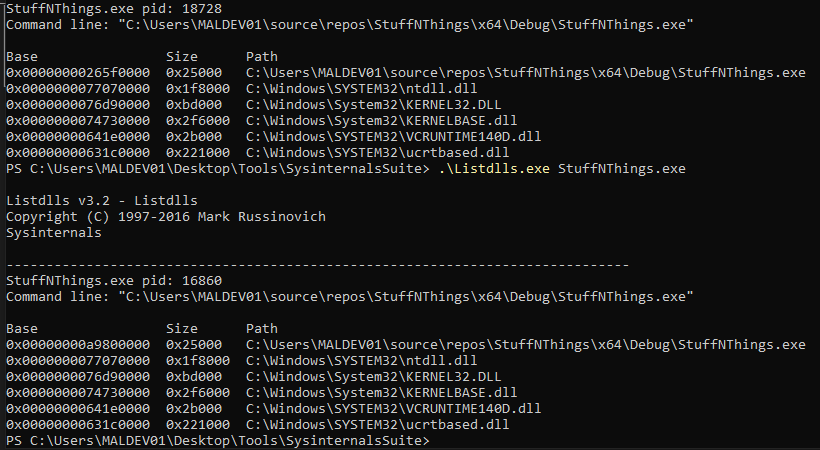 StuffNThings.exe pid: 18728
Command line: "C:\Users\MALDEV01\source\repos\StuffNThings\x64\Debug\StuffNThings.exe"
Base Size Path
0x00000000265f0000 0x25000 C:\Users\MALDEV01\source\repos\StuffNThings\x64\Debug\StuffNThings.exe
0x0000000077070000 0x1f8000 C:\Windows\SYSTEM32\ntdll.dll
0x0000000076d90000 0xbd000 C:\Windows\System32\KERNEL32.DLL
0x0000000074730000 0x2f6000 C:\Windows\System32\KERNELBASE.dll
0x00000000641e0000 0x2b000 C:\Windows\SYSTEM32\VCRUNTIME140D.dll
0x00000000631c0000 0x221000 C:\Windows\SYSTEM32\ucrtbased.dll
PS C:\Users\MALDEV01\Desktop\Tools\SysinternalsSuite> .\Listdlls.exe StuffNThings.exe
Listdlls v3.2 - Listdlls
Copyright (C) 1997-2016 Mark Russinovich
Sysinternals
------------------------------------------------------------------------------
StuffNThings.exe pid: 16860
Command line: "C:\Users\MALDEV01\source\repos\StuffNThings\x64\Debug\StuffNThings.exe"
Base Size Path
0x00000000a9800000 0x25000 C:\Users\MALDEV01\source\repos\StuffNThings\x64\Debug\StuffNThings.exe
0x0000000077070000 0x1f8000 C:\Windows\SYSTEM32\ntdll.dll
0x0000000076d90000 0xbd000 C:\Windows\System32\KERNEL32.DLL
0x0000000074730000 0x2f6000 C:\Windows\System32\KERNELBASE.dll
0x00000000641e0000 0x2b000 C:\Windows\SYSTEM32\VCRUNTIME140D.dll
0x00000000631c0000 0x221000 C:\Windows\SYSTEM32\ucrtbased.dll
PS C:\Users\MALDEV01\Desktop\Tools\SysinternalsSuite>